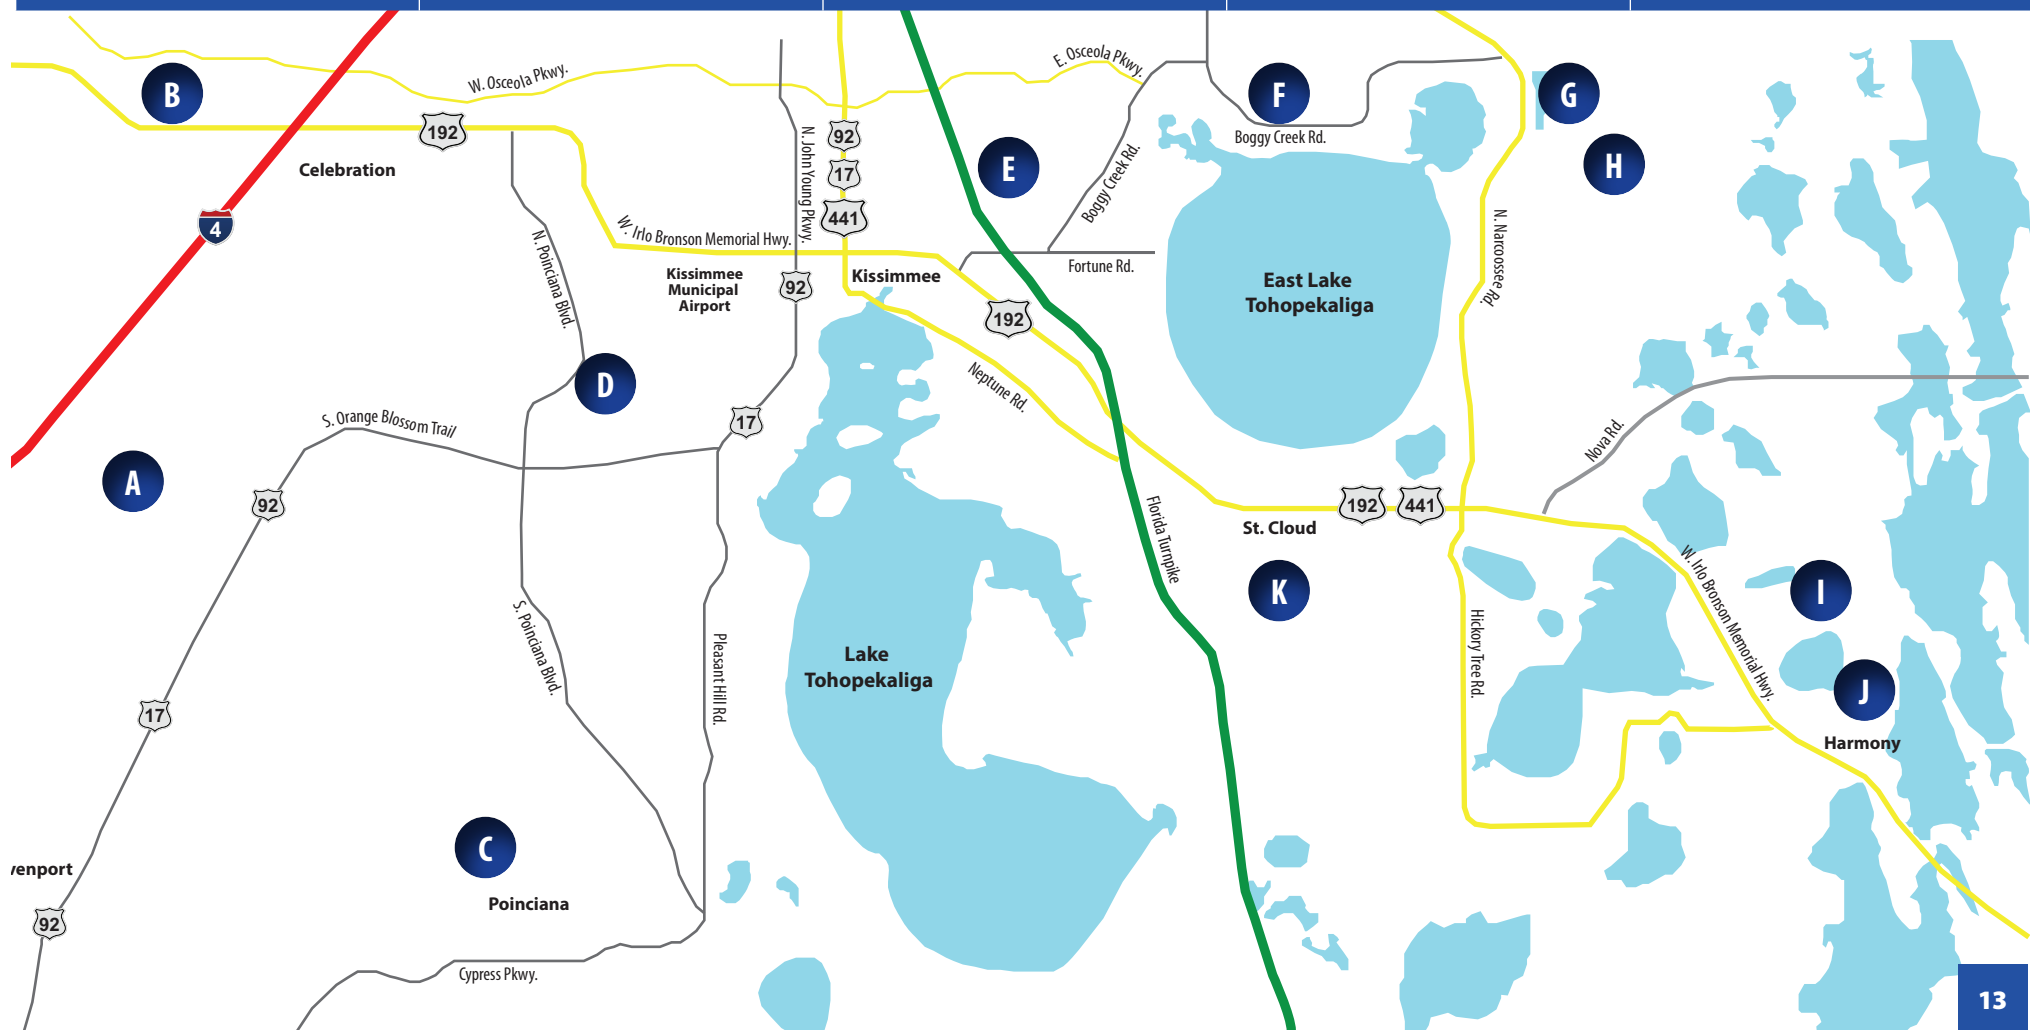 W. Osceola Pkwy.
E. Osceola Pkwy.
B
F
G
192
92
Boggy Creek Rd.
Celebration
N. John Young Pkwy.
17
E
Boggy Creek Rd.
H
4
441
N. Poinciana Blvd.
W. Irlo Bronson Memorial Hwy.
N. Narcoossee Rd.
Fortune Rd.
Kissimmee
Municipal
Airport
92
Kissimmee
East Lake
Tohopekaliga
192
D
Neptune Rd.
S. Orange Blossom Trail
17
Nova Rd.
A
92
192
441
St. Cloud
Florida Turnpike
K
W. Irlo Bronson Memorial Hwy.
I
S. Poinciana Blvd.
Pleasant Hill Rd.
Lake
Tohopekaliga
Hickory Tree Rd.
J
17
Harmony
C
venport
Poinciana
92
Cypress Pkwy.
13